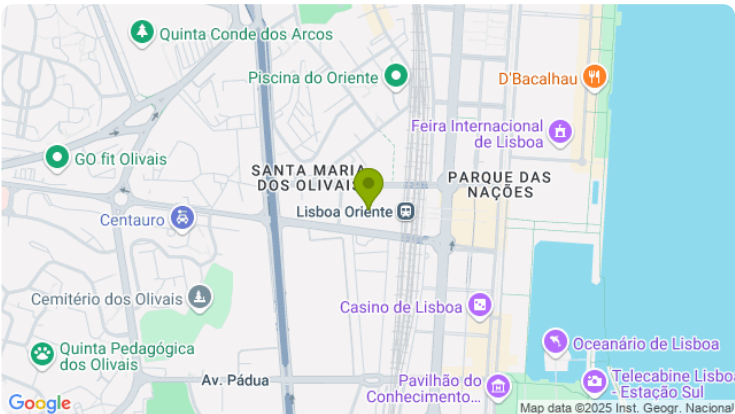 Quinta Conde dos Arcos
Piscina do Oriente
D'Bacalhau
Feira Internacional
de Lisboa
GO fit Olivais
SANTA MARIA
DOS OLIVAIS
PARQUE DAS
NAÇÕES
Lisboa Oriente
Centauro
Cemitério dos Olivais
Casino de Lisboa
Oceanário de Lisboa
Quinta Pedagógica
dos Olivais
Av. Pádua
Pavilhão do
Conhecimento...
Telecabine Lisbo
- Estação Sul
Google
Map data ©2025 Inst. Geogr. Nacional